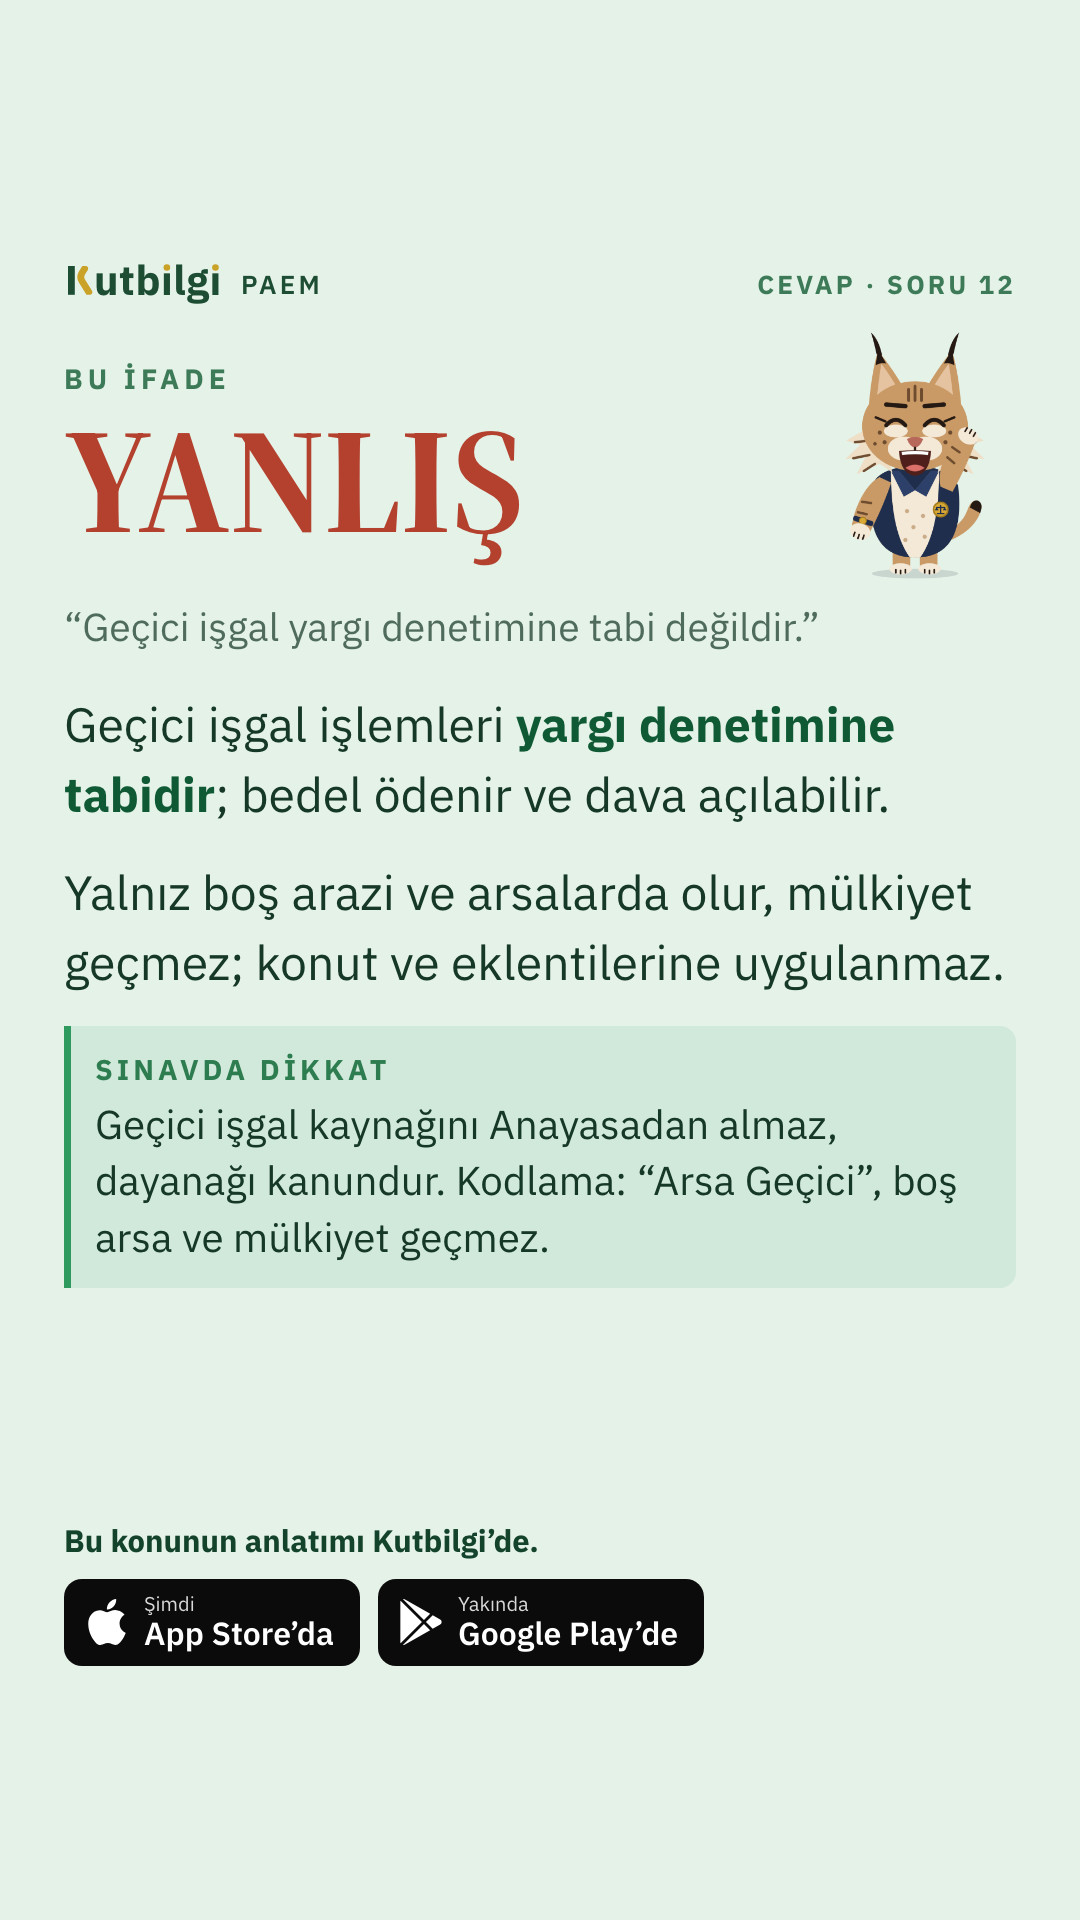 Kutbilgi PAEM
CEVAP · SORU 12
BU İFADE
YANLIŞ
“Geçici işgal yargı denetimine tabi değildir.”
Geçici işgal işlemleri yargı denetimine
tabidir; bedel ödenir ve dava açılabilir.
Yalnız boş arazi ve arsalarda olur, mülkiyet
geçmez; konut ve eklentilerine uygulanmaz.
SINAVDA DİKKAT
Geçici işgal kaynağını Anayasadan almaz,
dayanağı kanundur. Kodlama: “Arsa Geçici”, boş
arsa ve mülkiyet geçmez.
Bu konunun anlatımı Kutbilgi’de.
Şimdi
App Store’da
Yakında
Google Play’de